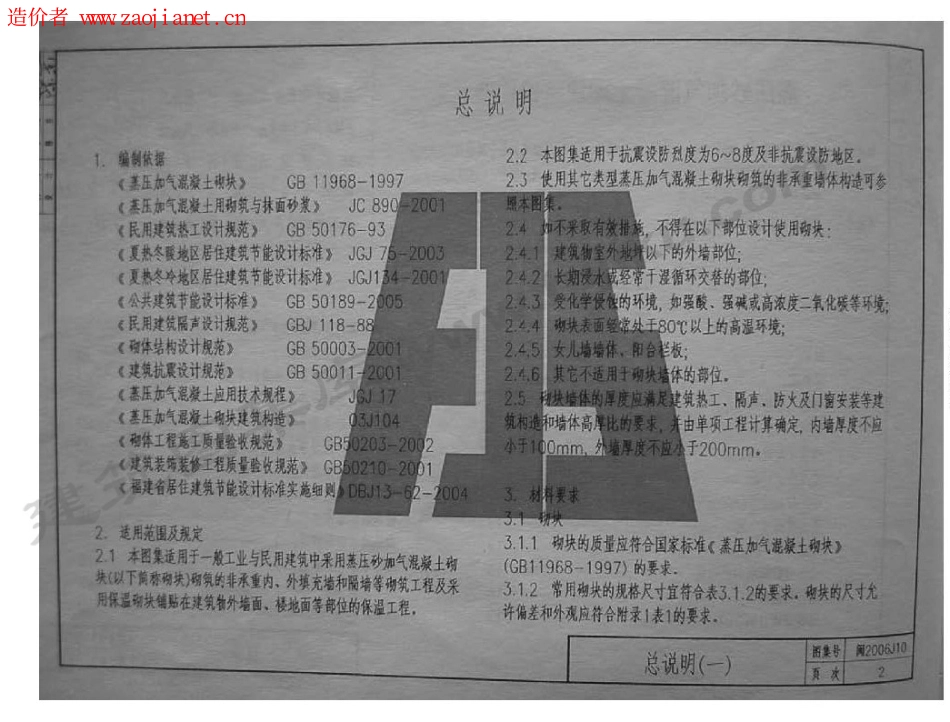 造价者 www.zaojianet.cn
总说明
1. 编制依据
《蒸压加气混凝土砌块》 GB 11968-1997
《蒸压加气混凝土用砌筑与抹面砂浆》 JC 890-2001
《民用建筑热工设计规范》 GB 50176-93
《夏热冬暖地区居住建筑节能设计标准》 JGJ 75-2003
《夏热冬冷地区居住建筑节能设计标准》 JGJ134-2001
《公共建筑节能设计标准》 GB 50189-2005
《民用建筑隔声设计规范》 GBJ 118-88
《砌体结构设计规范》 GB 50003-2001
《建筑抗震设计规范》 GB 50011-2001
《蒸压加气混凝土应用技术规程》 JGJ 17
《蒸压加气混凝土砌块建筑构造》 03J104
《砌体工程施工质量验收规范》 GB50203-2002
《建筑装饰装修工程质量验收规范》 GB50210-2001
《福建省居住建筑节能设计标准实施细则》DBJ13-62-2004
2. 适用范围及规定
2.1 本图集适用于一般工业与民用建筑中采用蒸压砂加气混凝土砌
块(以下简称砌块)砌筑的非承重内、外填充墙和隔墙等砌筑工程及采
用保温砌块铺贴在建筑物外墙面、楼地面等部位的保温工程。
2.2 本图集适用于抗震设防烈度为6~8度及非抗震设防地区。
2.3 使用其它类型蒸压加气混凝土砌块砌筑的非承重墙体构造可参
照本图集。
2.4 如不采取有效措施, 不得在以下部位设计使用砌块:
2.4.1 建筑物室外地坪以下的外墙部位;
2.4.2 长期浸水或经常干湿循环交替的部位;
2.4.3 受化学侵蚀的环境, 如强酸、强碱或高浓度二氧化碳等环境;
2.4.4 砌块表面经常处于80℃以上的高温环境;
2.4.5 女儿墙墙体、阳台栏板;
2.4.6 其它不适用于砌块墙体的部位。
2.5 砌块墙体的厚度应满足建筑热工、隔声、防火及门窗安装等建
筑构造和墙体高厚比的要求, 并由单项工程计算确定, 内墙厚度不应
小于100mm, 外墙厚度不应小于200mm。
3. 材料要求
3.1 砌块
3.1.1 砌块的质量应符合国家标准《蒸压加气混凝土砌块》
(GB11968-1997) 的要求。
3.1.2 常用砌块的规格尺寸宜符合表3.1.2的要求。砌块的尺寸允
许偏差和外观应符合附录1表1的要求。
总说明(一)
图集号 闽2006J10
页次 2